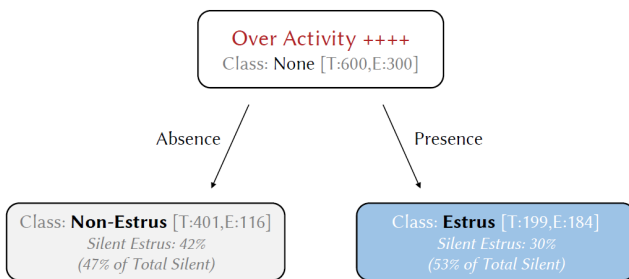 Over Activity ++++
Class: None [T:600,E:300]
Absence
Presence
Class: Non-Estrus [T:401,E:116]
Silent Estrus: 42%
(47% of Total Silent)
Class: Estrus [T:199,E:184]
Silent Estrus: 30%
(53% of Total Silent)